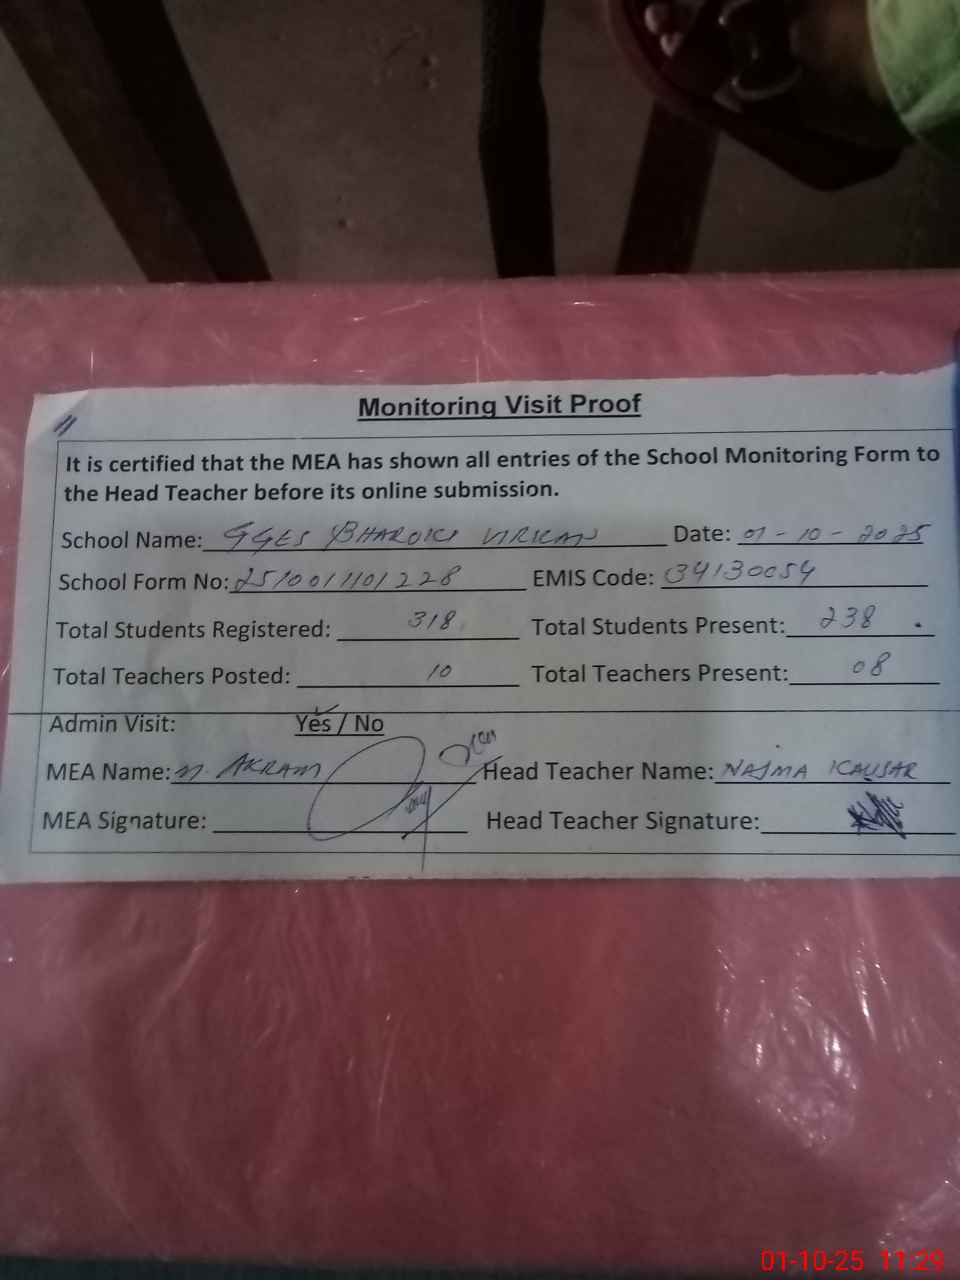 Monitoring Visit Proof
It is certified that the MEA has shown all entries of the School Monitoring Form to
the Head Teacher before its online submission.
School Name: GGES BHAROKI VIRKAN Date: 01-10-2025
School Form No: 2510011101228 EMIS Code: 34130054
Total Students Registered: 318 Total Students Present: 238
Total Teachers Posted: 10 Total Teachers Present: 08
Admin Visit: Yes / No
MEA Name: M. AKRAM Head Teacher Name: NAJMA KAUSAR
MEA Signature: Head Teacher Signature:
01-10-25 11:29